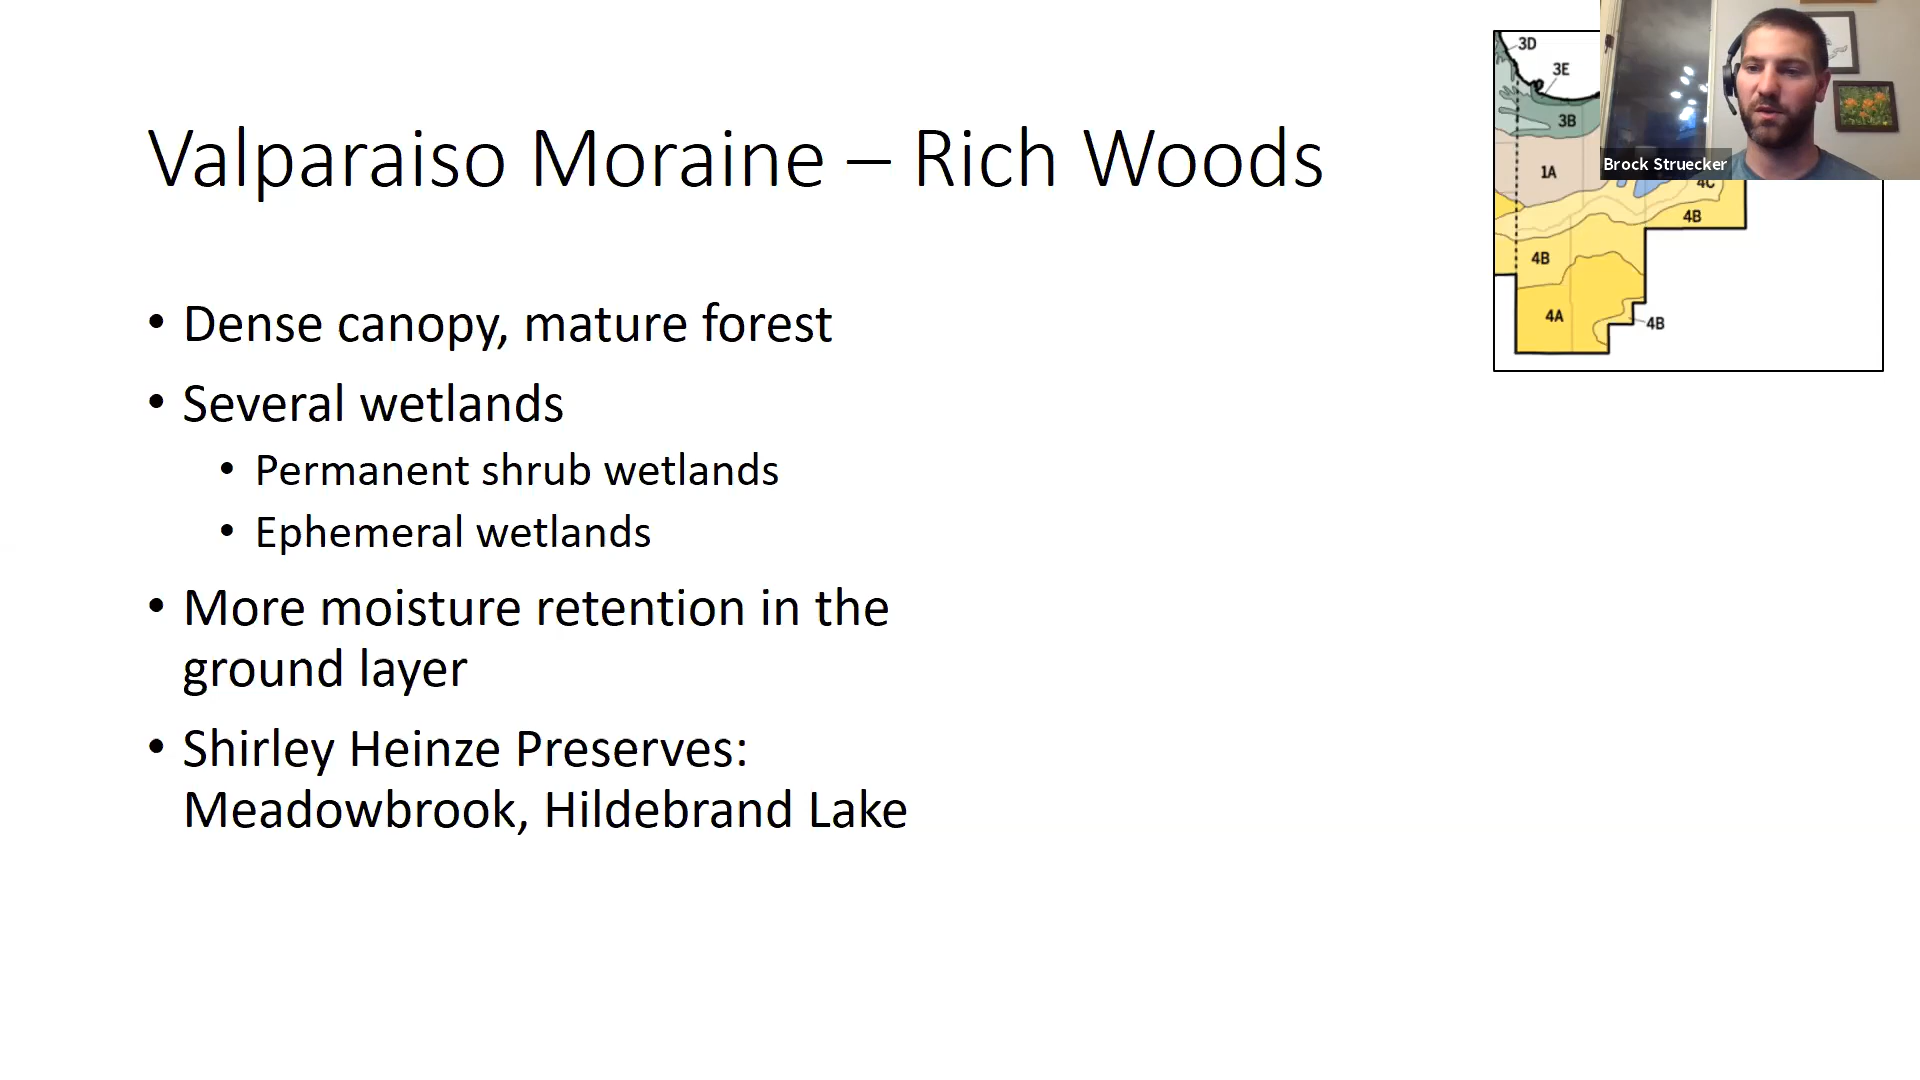 Valparaiso Moraine – Rich Woods
• Dense canopy, mature forest
• Several wetlands
• Permanent shrub wetlands
• Ephemeral wetlands
• More moisture retention in the
ground layer
• Shirley Heinze Preserves:
Meadowbrook, Hildebrand Lake
3D
3E
3B
1A
4C
4B
4B
4A
4B
Brock Struecker